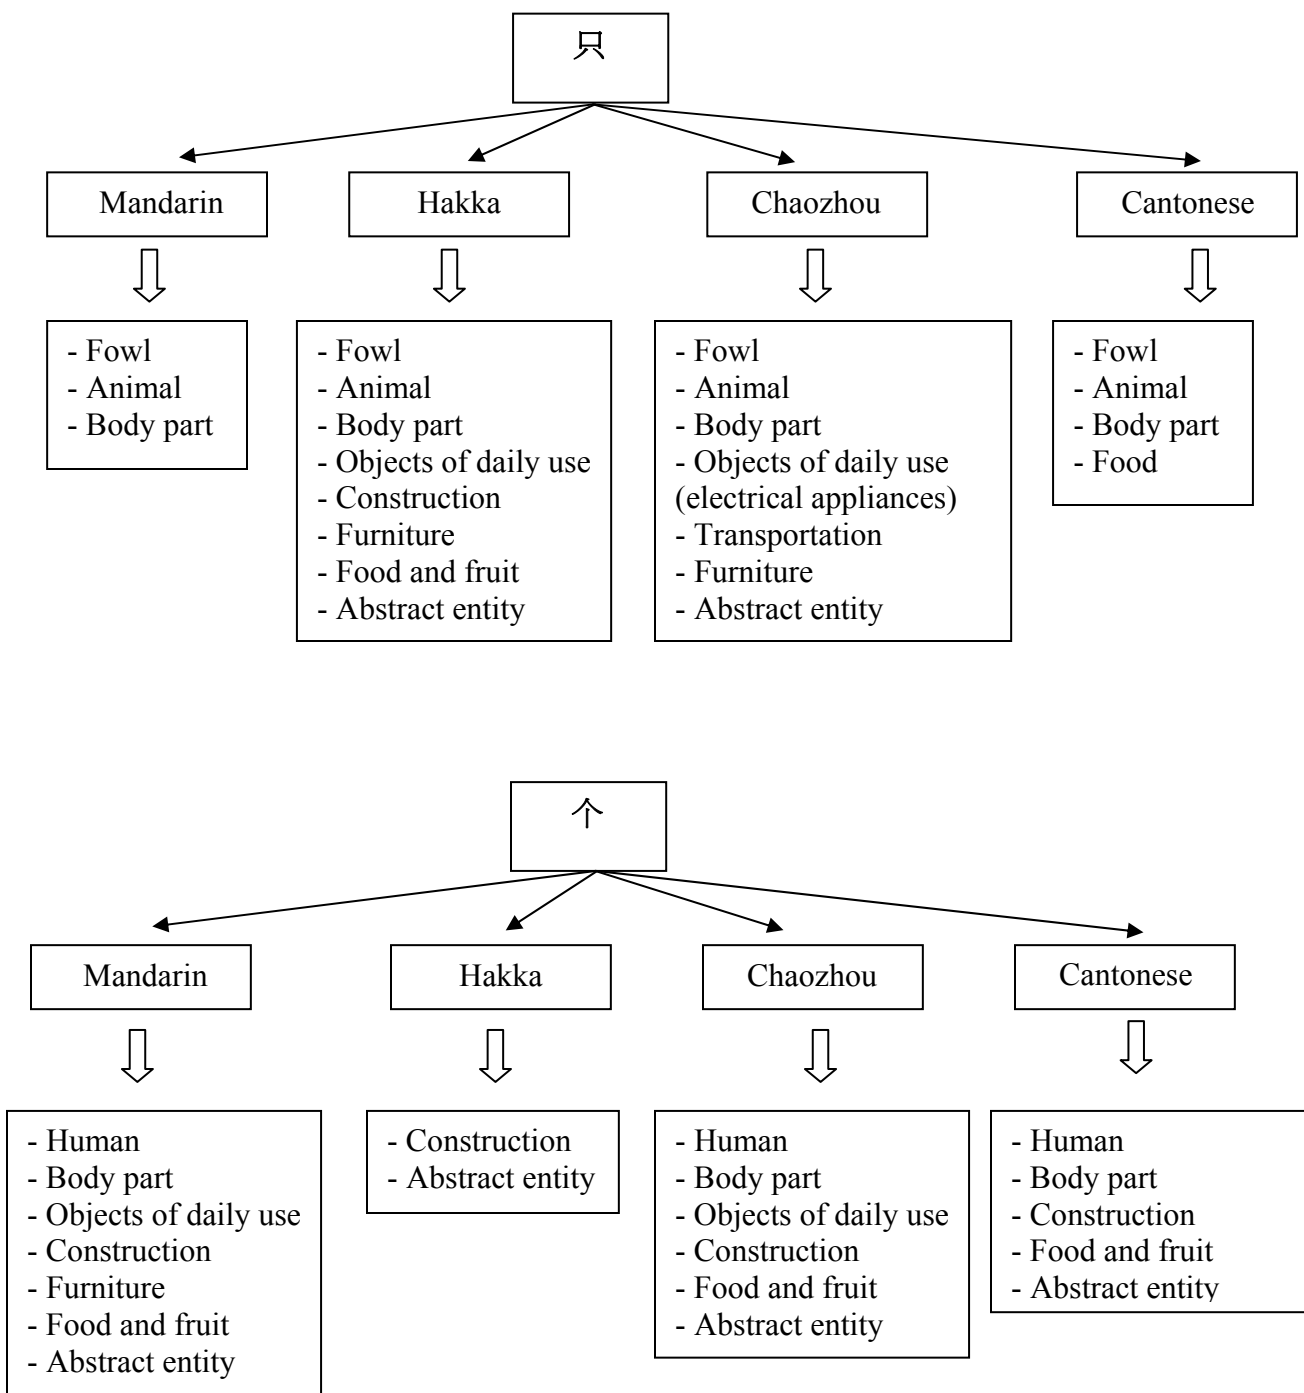 只
Mandarin
Hakka
Chaozhou
Cantonese
- Fowl
- Animal
- Body part
- Fowl
- Animal
- Body part
- Objects of daily use
- Construction
- Furniture
- Food and fruit
- Abstract entity
- Fowl
- Animal
- Body part
- Objects of daily use
(electrical appliances)
- Transportation
- Furniture
- Abstract entity
- Fowl
- Animal
- Body part
- Food
个
Mandarin
Hakka
Chaozhou
Cantonese
- Human
- Body part
- Objects of daily use
- Construction
- Furniture
- Food and fruit
- Abstract entity
- Construction
- Abstract entity
- Human
- Body part
- Objects of daily use
- Construction
- Food and fruit
- Abstract entity
- Human
- Body part
- Construction
- Food and fruit
- Abstract entity